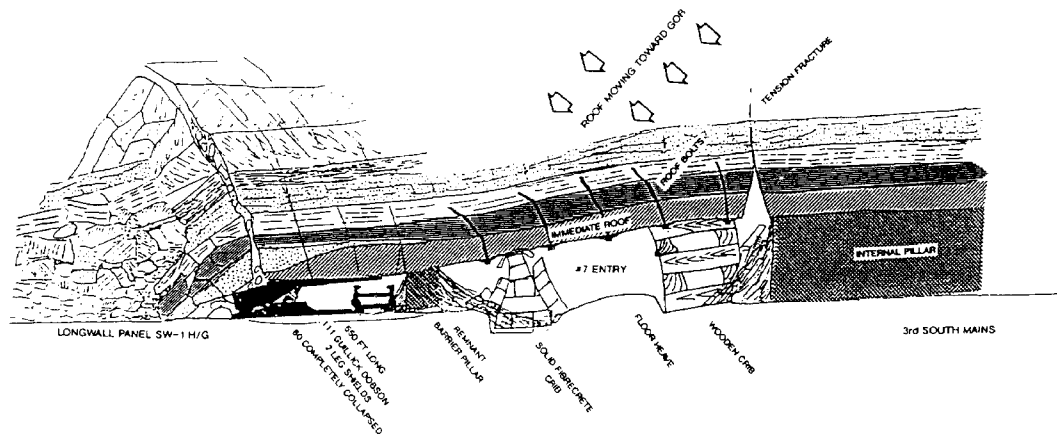 ROOF MOVING TOWARD GOB
TENSION FRACTURE
ROOF BOLTS
IMMEDIATE ROOF
#7 ENTRY
INTERNAL PILLAR
LONGWALL PANEL SW-1 H/G
550 FT. LONG
111 GULLICK DOBSON
2 LEG SHIELDS
80 COMPLETELY COLLAPSED
REMNANT
BARRIER PILLAR
SOLID FIBRECRETE
CRIB
FLOOR HEAVE
WOODEN CRIB
3rd SOUTH MAINS